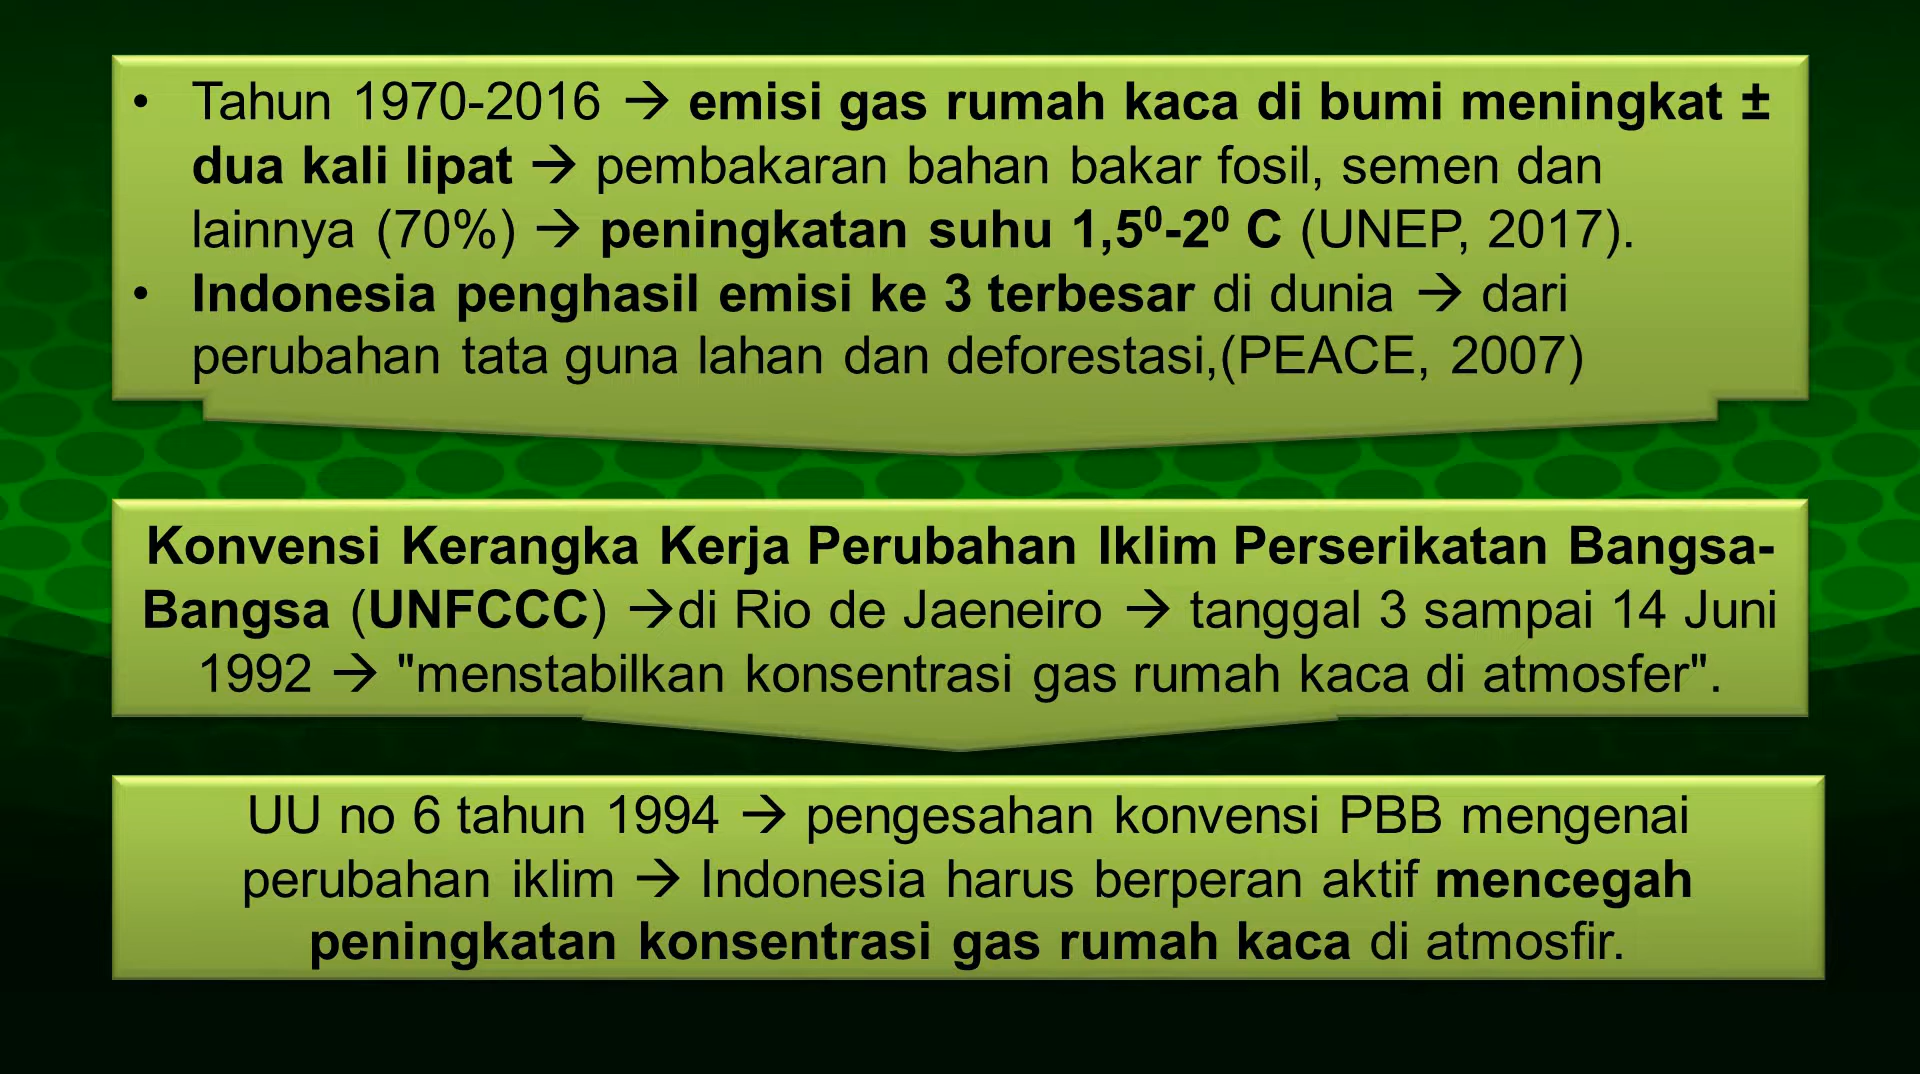 • Tahun 1970-2016 → emisi gas rumah kaca di bumi meningkat ±
dua kali lipat → pembakaran bahan bakar fosil, semen dan
lainnya (70%) → peningkatan suhu 1,5⁰-2⁰ C (UNEP, 2017).
• Indonesia penghasil emisi ke 3 terbesar di dunia → dari
perubahan tata guna lahan dan deforestasi,(PEACE, 2007)
Konvensi Kerangka Kerja Perubahan Iklim Perserikatan Bangsa-
Bangsa (UNFCCC) →di Rio de Jaeneiro → tanggal 3 sampai 14 Juni
1992 → "menstabilkan konsentrasi gas rumah kaca di atmosfer".
UU no 6 tahun 1994 → pengesahan konvensi PBB mengenai
perubahan iklim → Indonesia harus berperan aktif mencegah
peningkatan konsentrasi gas rumah kaca di atmosfir.